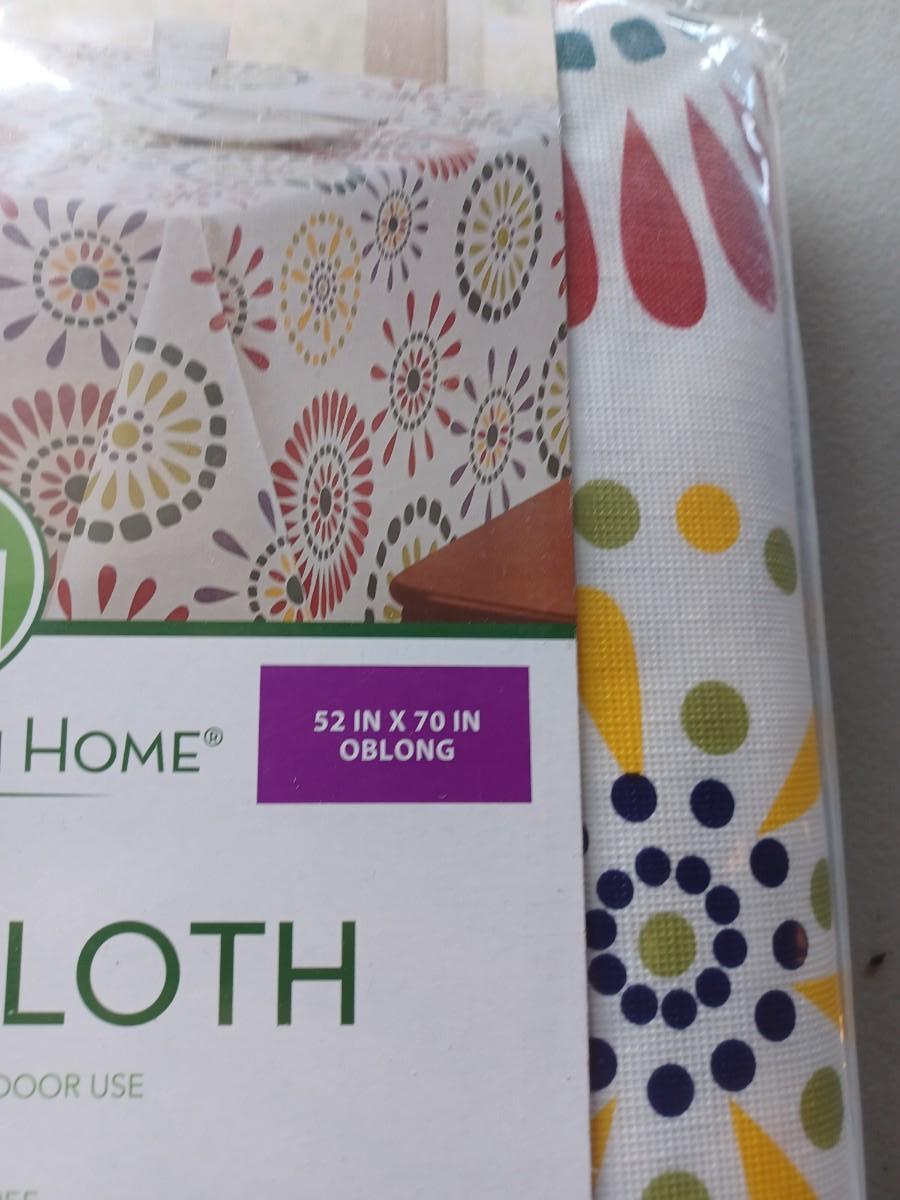 52 IN X 70 IN
OBLONG
HOME®
LOTH
DOOR USE